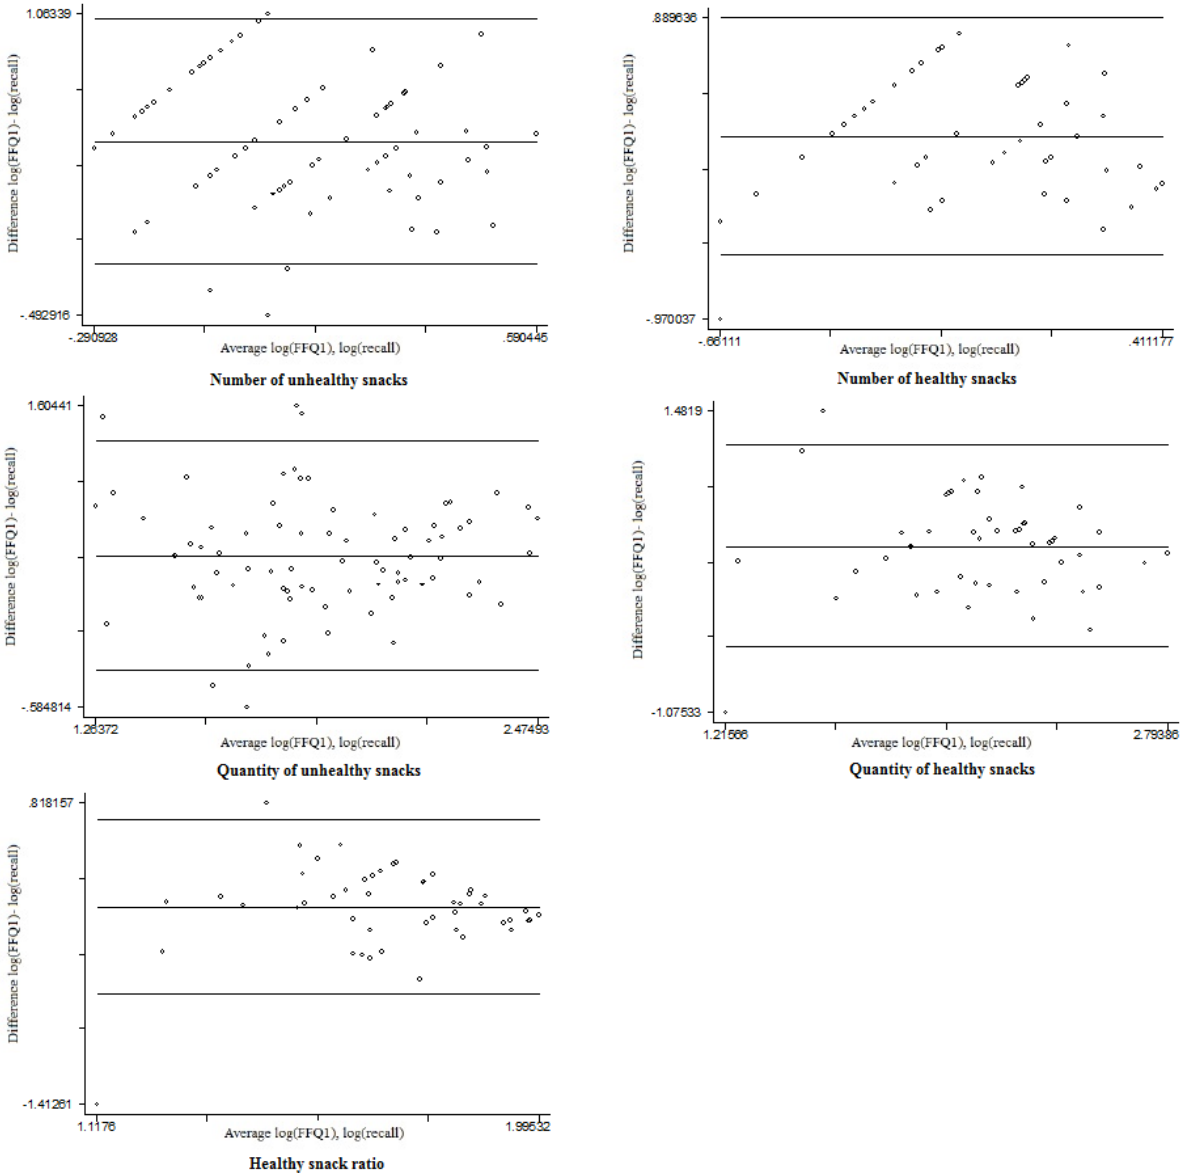 1.06339
Difference log(FFQ1)- log(recall)
-.492916
-.290928
.590445
Average log(FFQ1), log(recall)
Number of unhealthy snacks
.889636
Difference log(FFQ1)- log(recall)
-.970037
-.66111
.411177
Average log(FFQ1), log(recall)
Number of healthy snacks
1.60441
Difference log(FFQ1)- log(recall)
-.584814
1.26372
2.47493
Average log(FFQ1), log(recall)
Quantity of unhealthy snacks
1.4819
Difference log(FFQ1)- log(recall)
-1.07533
1.21566
2.79386
Average log(FFQ1), log(recall)
Quantity of healthy snacks
.818157
Difference log(FFQ1)- log(recall)
-1.41261
1.1176
1.99532
Average log(FFQ1), log(recall)
Healthy snack ratio